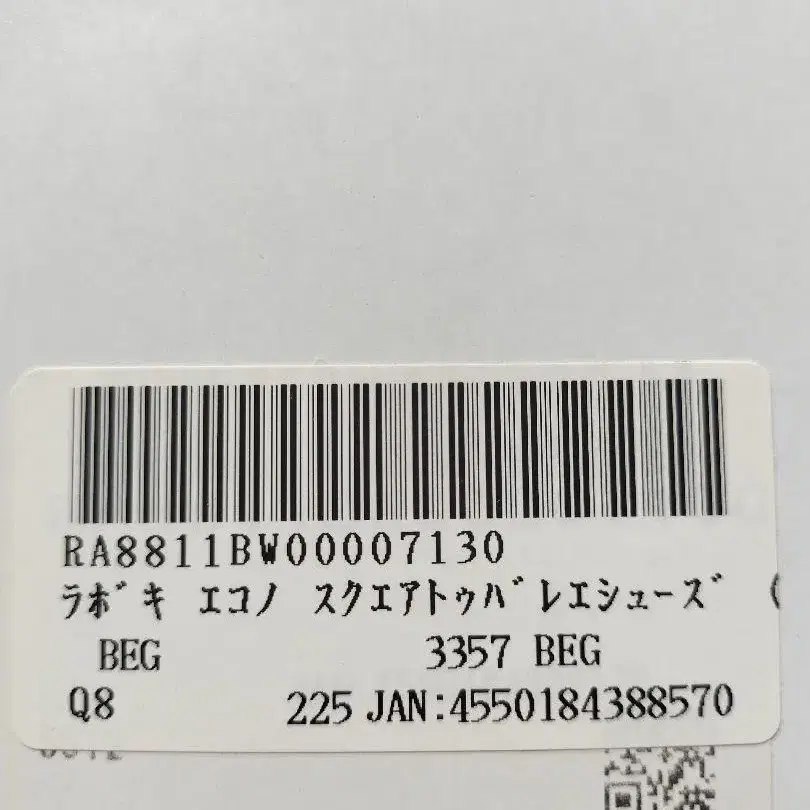 RA8811BW00007130
ﾗﾎﾞｷ ｴｺﾉ ｽｸｴｱﾄｩﾊﾞﾚｴｼｭｰｽﾞ (
BEG 3357 BEG
Q8 225 JAN:4550184388570